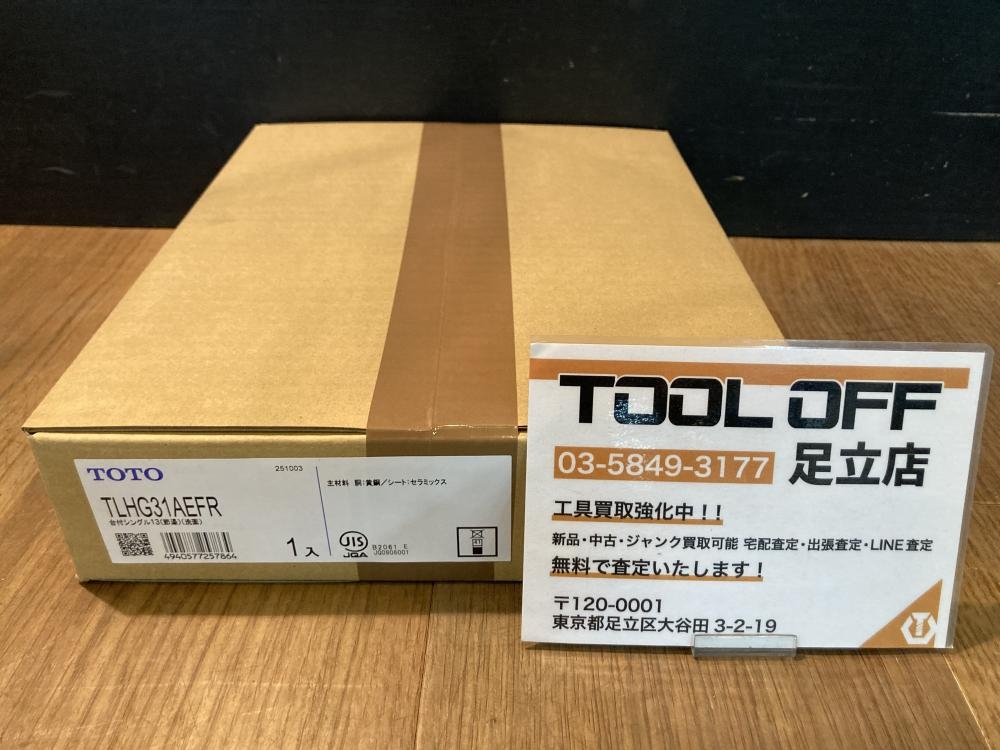 TOTO
251003
TLHG31AEFR
台付シングル13(節湯)(洗面)
4940577257864
1入
主材料 胴:黄銅/シート:セラミックス
JIS
JGA
B2061 E
JQ0808001
TOOL OFF
03-5849-3177 足立店
工具買取強化中!!
新品・中古・ジャンク買取可能 宅配査定・出張査定・LINE査定
無料で査定いたします!
〒120-0001
東京都足立区大谷田 3-2-19